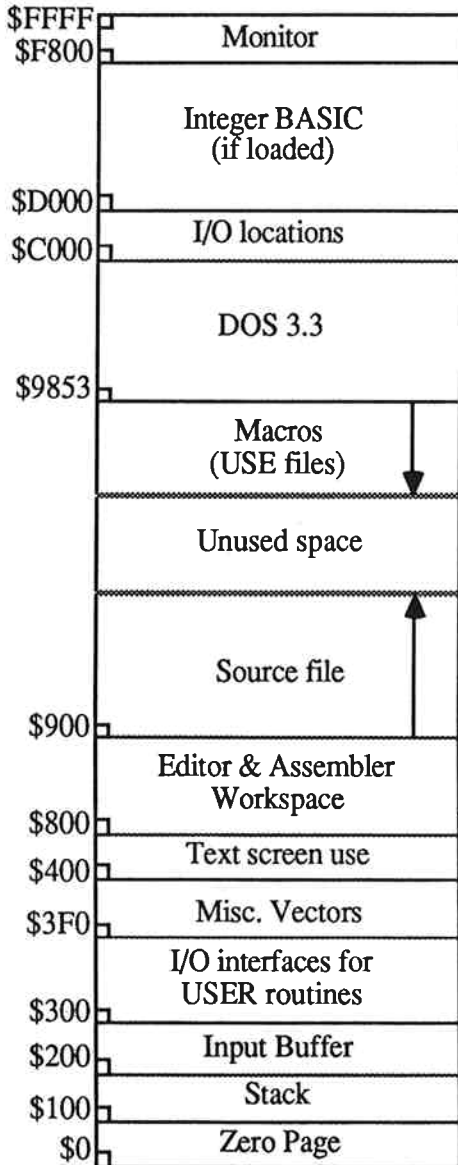 $FFFF
Monitor
$F800
Integer BASIC
(if loaded)
$D000
I/O locations
$C000
DOS 3.3
$9853
Macros
(USE files)
Unused space
Source file
$900
Editor & Assembler
Workspace
$800
Text screen use
$400
Misc. Vectors
$3F0
I/O interfaces for
USER routines
$300
Input Buffer
$200
Stack
$100
Zero Page
$0